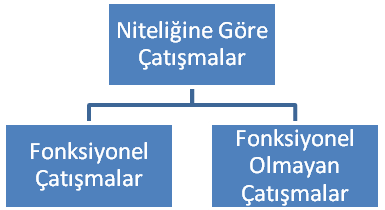 Niteliğine Göre
Çatışmalar
Fonksiyonel
Çatışmalar
Fonksiyonel
Olmayan
Çatışmalar